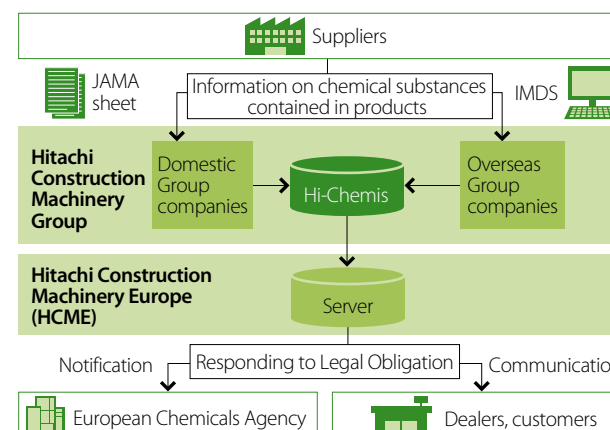 Suppliers
JAMA
sheet
Information on chemical substances
contained in products
IMDS
Hitachi
Construction
Machinery
Group
Domestic
Group
companies
Hi-Chemis
Overseas
Group
companies
Hitachi Construction
Machinery Europe
(HCME)
Server
Notification
Responding to Legal Obligation
Communicatio
European Chemicals Agency
Dealers, customers